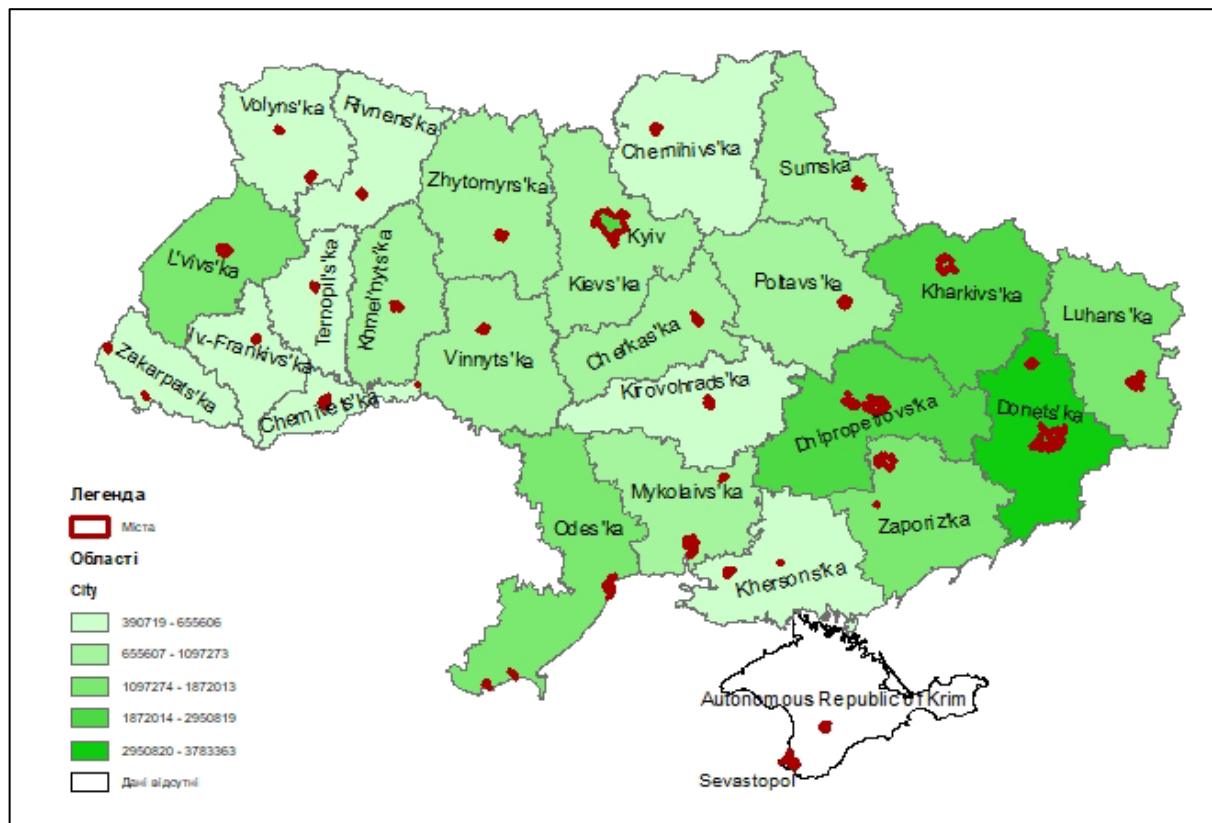 Volyns'ka
Rivnens'ka
Chernihivs'ka
Sumska
Zhytomyrs'ka
Kyiv
L'vivs'ka
Ternopil's'ka
Khmel'nyts'ka
Kievs'ka
Poltavs'ka
Kharkivs'ka
Luhans'ka
Iv.-Frankivs'ka
Zakarpats'ka
Vinnyts'ka
Cherkas'ka
Kirovohrads'ka
Chernivets'ka
Dnipropetrovs'ka
Donets'ka
Mykolaivs'ka
Odes'ka
Zaporiz'ka
Khersons'ka
Autonomous Republic of Krim
Sevastopol
Легенда
Міста
Області
City
390719 - 655606
655607 - 1097273
1097274 - 1872013
1872014 - 2950819
2950820 - 3783363
Дані відсутні